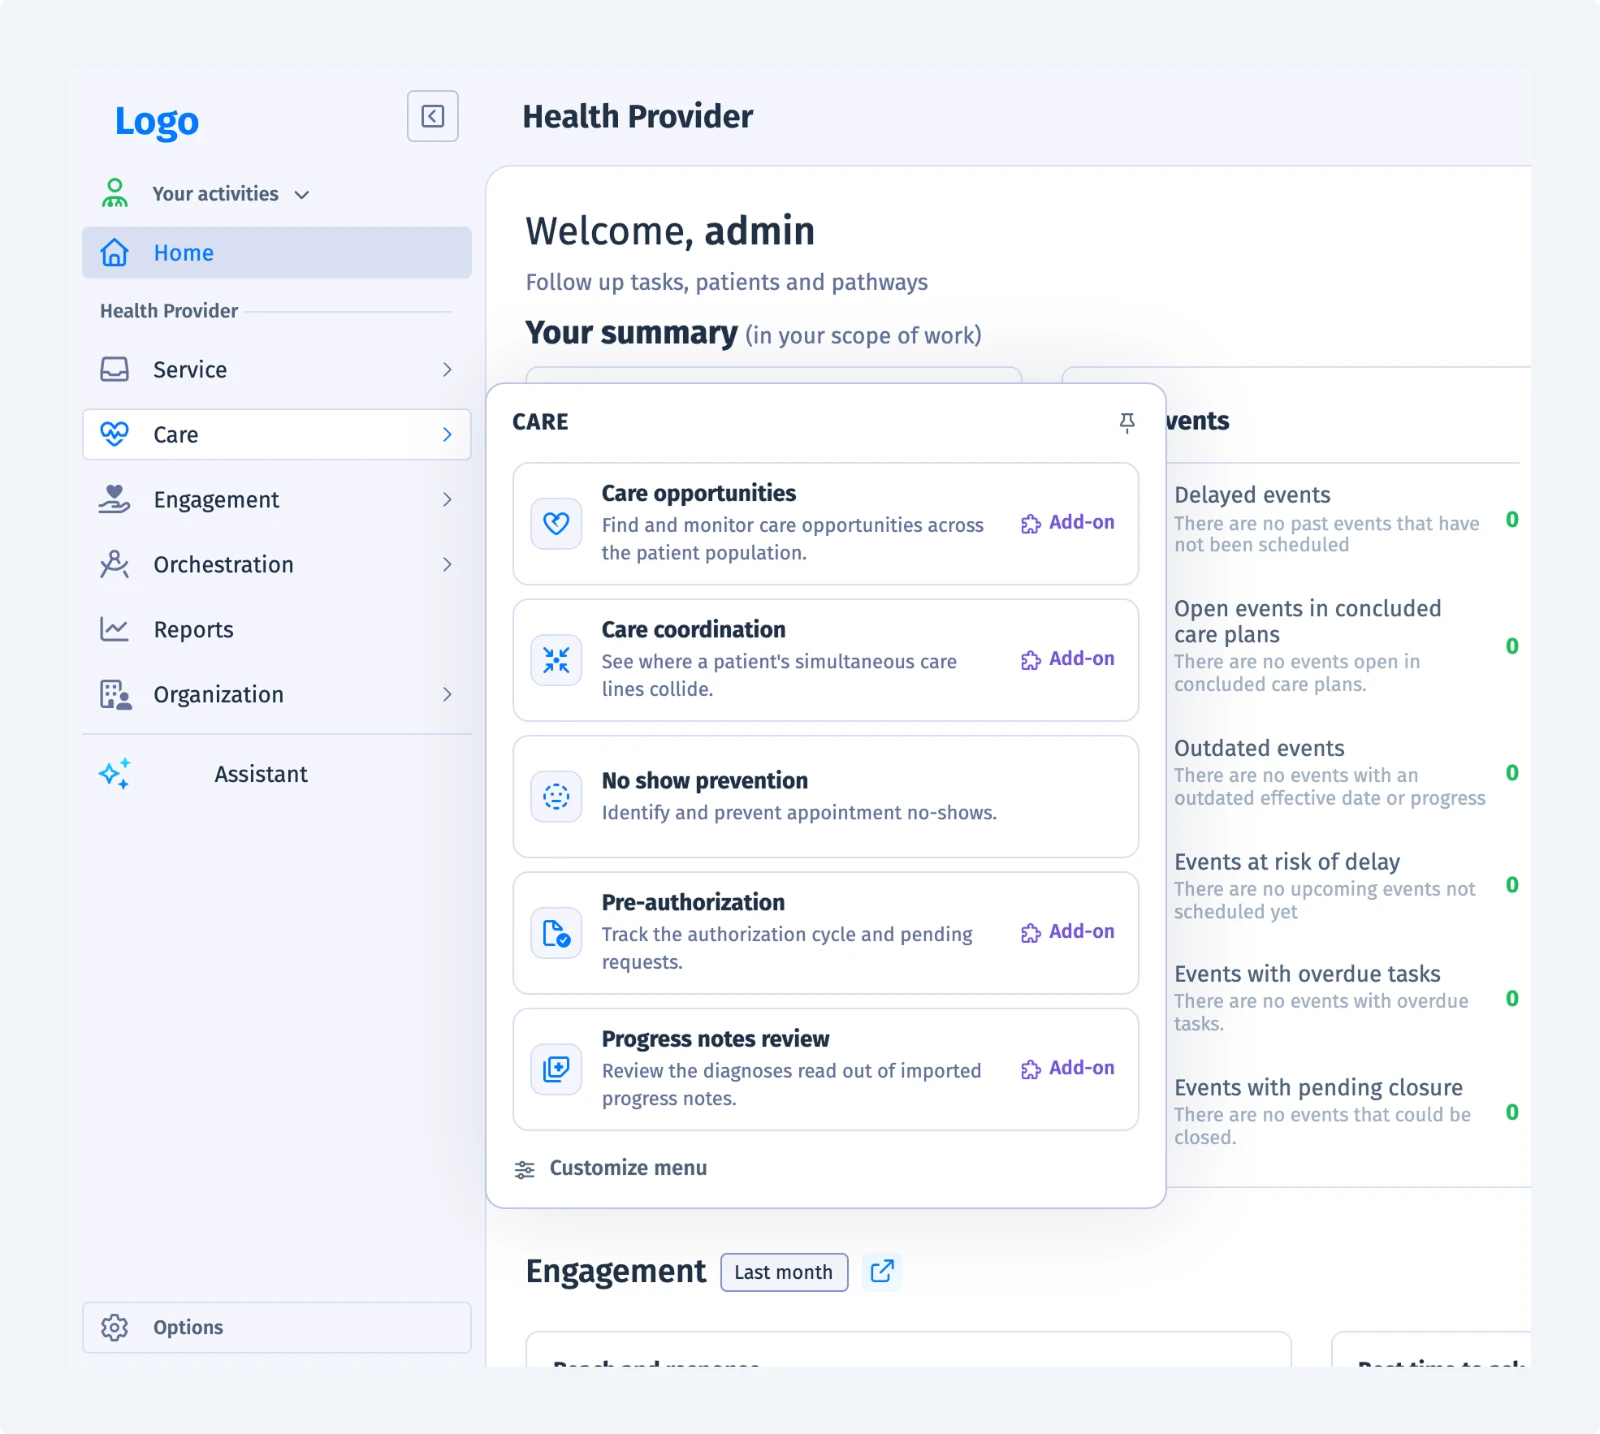 Logo
Health Provider
Your activities
Home
Health Provider
Service
Care
Engagement
Orchestration
Reports
Organization
Assistant
Options
Welcome, admin
Follow up tasks, patients and pathways
Your summary (in your scope of work)
CARE
Care opportunities
Find and monitor care opportunities across
the patient population.
Add-on
Care coordination
See where a patient's simultaneous care
lines collide.
Add-on
No show prevention
Identify and prevent appointment no-shows.
Pre-authorization
Track the authorization cycle and pending
requests.
Add-on
Progress notes review
Review the diagnoses read out of imported
progress notes.
Add-on
Customize menu
Delayed events
There are no past events that have
not been scheduled
0
Open events in concluded
care plans
There are no events open in
concluded care plans.
0
Outdated events
There are no events with an
outdated effective date or progress
0
Events at risk of delay
There are no upcoming events not
scheduled yet
0
Events with overdue tasks
There are no events with overdue
tasks.
0
Events with pending closure
There are no events that could be
closed.
0
Engagement
Last month
Reach and response